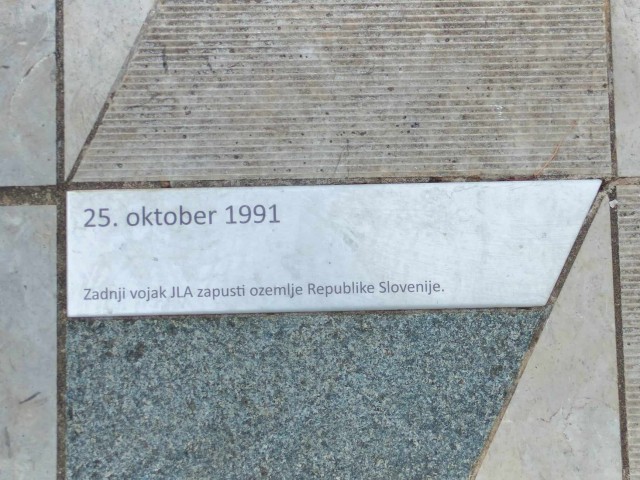 25. oktober 1991
Zadnji vojak JLA zapusti ozemlje Republike Slovenije.